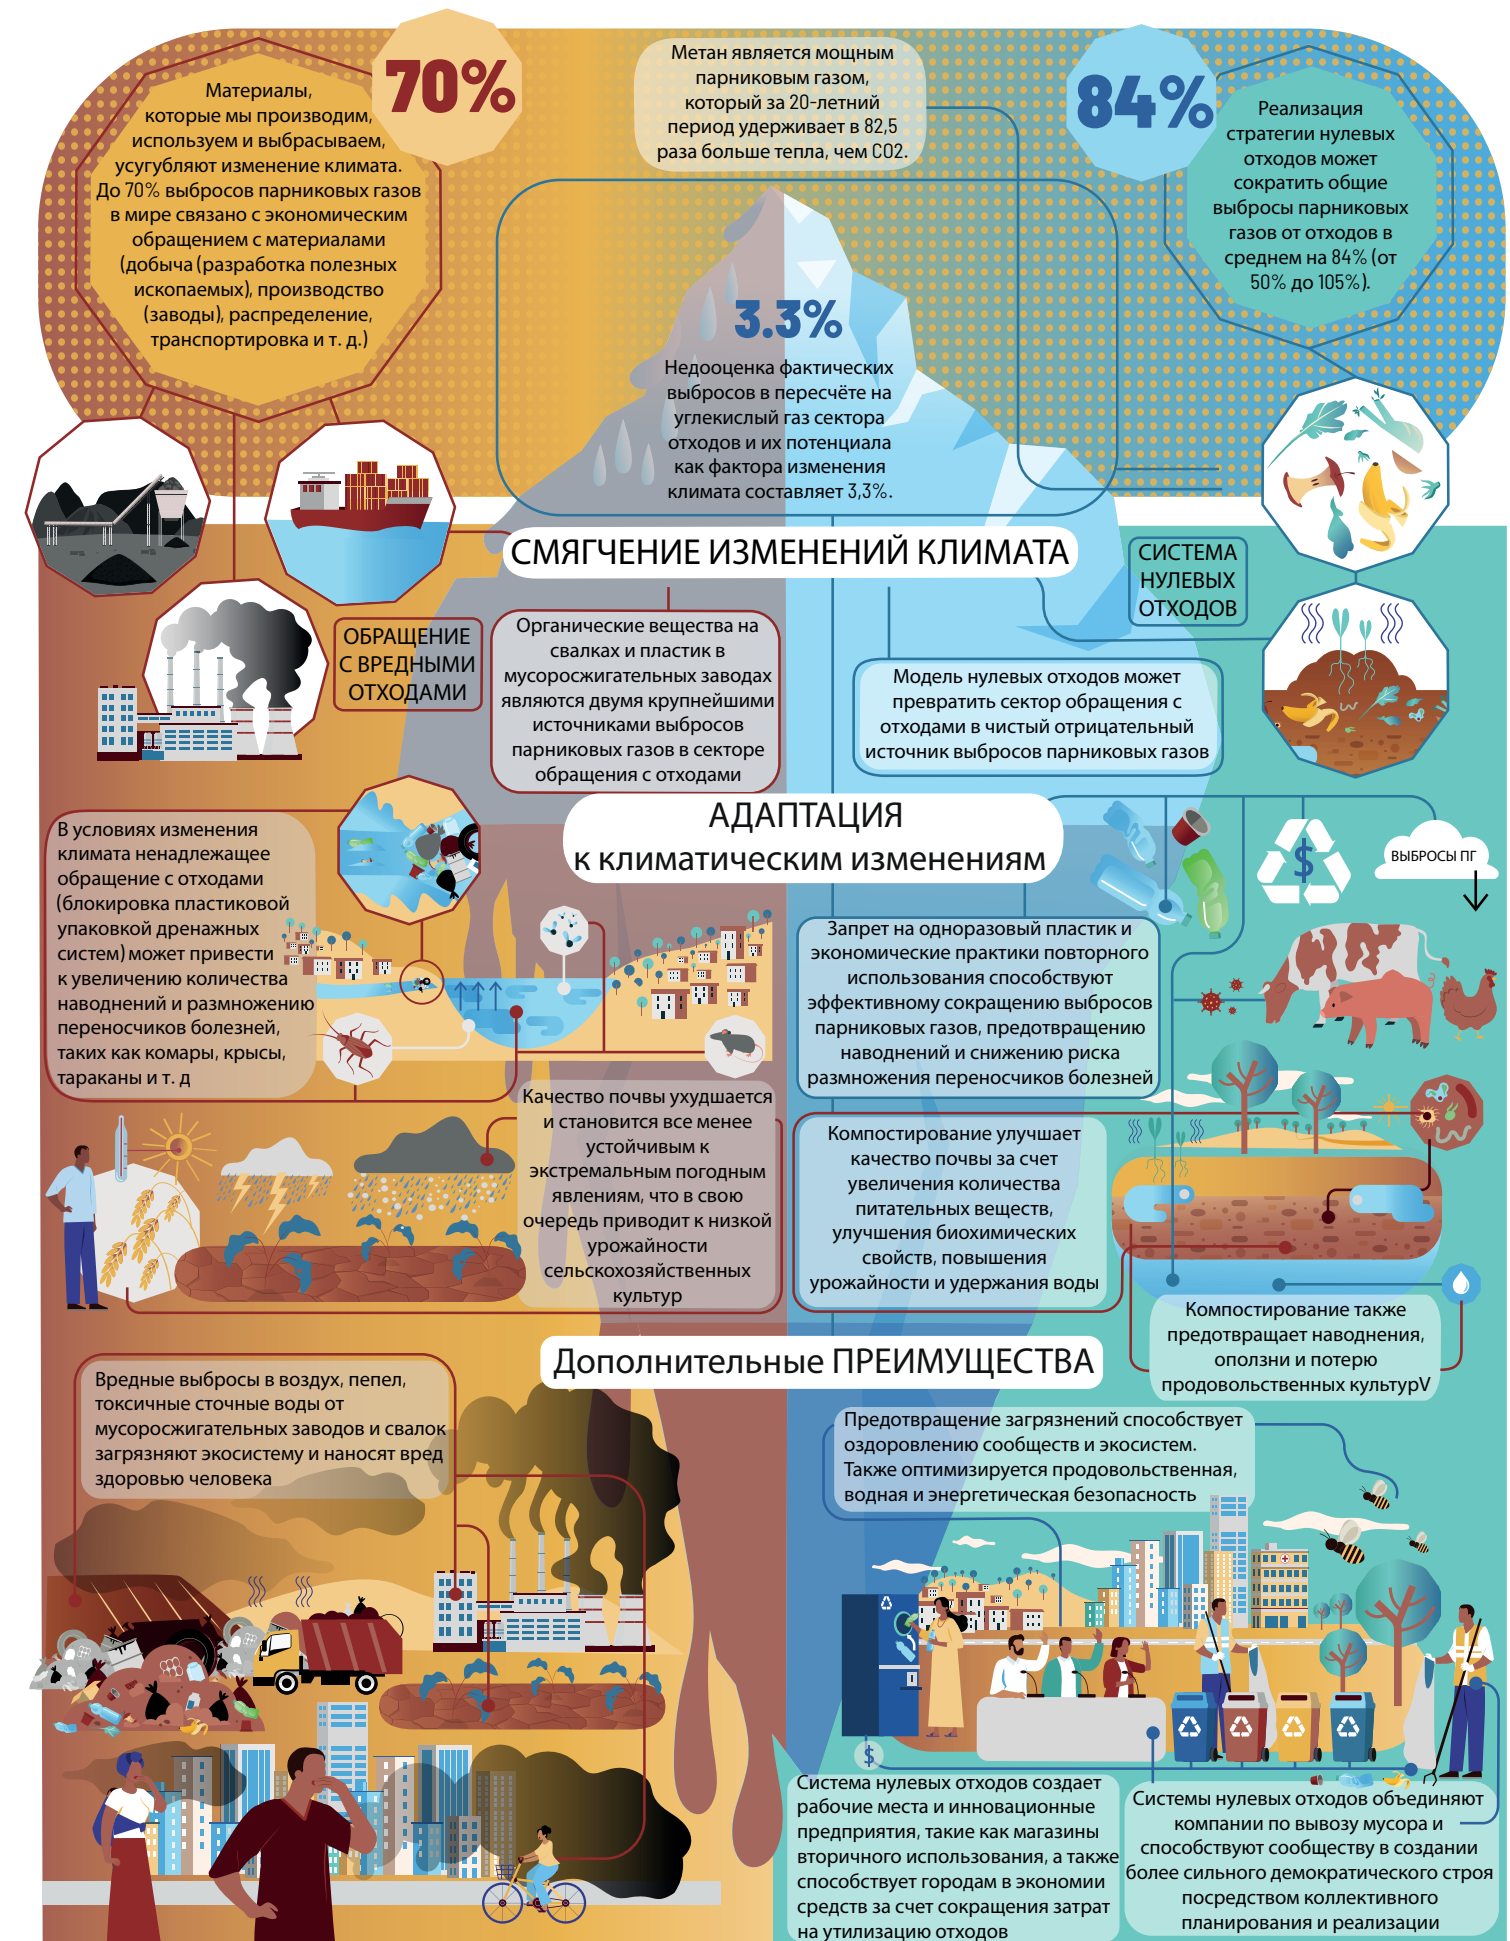 70%
Материалы,
которые мы производим,
используем и выбрасываем,
усугубляют изменение климата.
До 70% выбросов парниковых газов
в мире связано с экономическим
обращением с материалами
(добыча (разработка полезных
ископаемых), производство
(заводы), распределение,
транспортировка и т. д.)
Метан является мощным
парниковым газом,
который за 20-летний
период удерживает в 82,5
раза больше тепла, чем CO2.
84%
Реализация
стратегии нулевых
отходов может
сократить общие
выбросы парниковых
газов от отходов в
среднем на 84% (от
50% до 105%).
3.3%
Недооценка фактических
выбросов в пересчёте на
углекислый газ сектора
отходов и их потенциала
как фактора изменения
климата составляет 3,3%.
СМЯГЧЕНИЕ ИЗМЕНЕНИЙ КЛИМАТА
ОБРАЩЕНИЕ
С ВРЕДНЫМИ
ОТХОДАМИ
СИСТЕМА
НУЛЕВЫХ
ОТХОДОВ
Органические вещества на
свалках и пластик в
мусоросжигательных заводах
являются двумя крупнейшими
источниками выбросов
парниковых газов в секторе
обращения с отходами
Модель нулевых отходов может
превратить сектор обращения с
отходами в чистый отрицательный
источник выбросов парниковых газов
АДАПТАЦИЯ
к климатическим изменениям
В условиях изменения
климата ненадлежащее
обращение с отходами
(блокировка пластиковой
упаковкой дренажных
систем) может привести
к увеличению количества
наводнений и размножению
переносчиков болезней,
таких как комары, крысы,
тараканы и т. д
$
ВЫБРОСЫ ПГ
Запрет на одноразовый пластик и
экономические практики повторного
использования способствуют
эффективному сокращению выбросов
парниковых газов, предотвращению
наводнений и снижению риска
размножения переносчиков болезней
Качество почвы ухудшается
и становится все менее
устойчивым к
экстремальным погодным
явлениям, что в свою
очередь приводит к низкой
урожайности
сельскохозяйственных
культур
Компостирование улучшает
качество почвы за счет
увеличения количества
питательных веществ,
улучшения биохимических
свойств, повышения
урожайности и удержания воды
Компостирование также
предотвращает наводнения,
оползни и потерю
продовольственных культурV
Дополнительные ПРЕИМУЩЕСТВА
Вредные выбросы в воздух, пепел,
токсичные сточные воды от
мусоросжигательных заводов и свалок
загрязняют экосистему и наносят вред
здоровью человека
Предотвращение загрязнений способствует
оздоровлению сообществ и экосистем.
Также оптимизируется продовольственная,
водная и энергетическая безопасность
$
Система нулевых отходов создает
рабочие места и инновационные
предприятия, такие как магазины
вторичного использования, а также
способствует городам в экономии
средств за счет сокращения затрат
на утилизацию отходов
Системы нулевых отходов объединяют
компании по вывозу мусора и
способствуют сообществу в создании
более сильного демократического строя
посредством коллективного
планирования и реализации